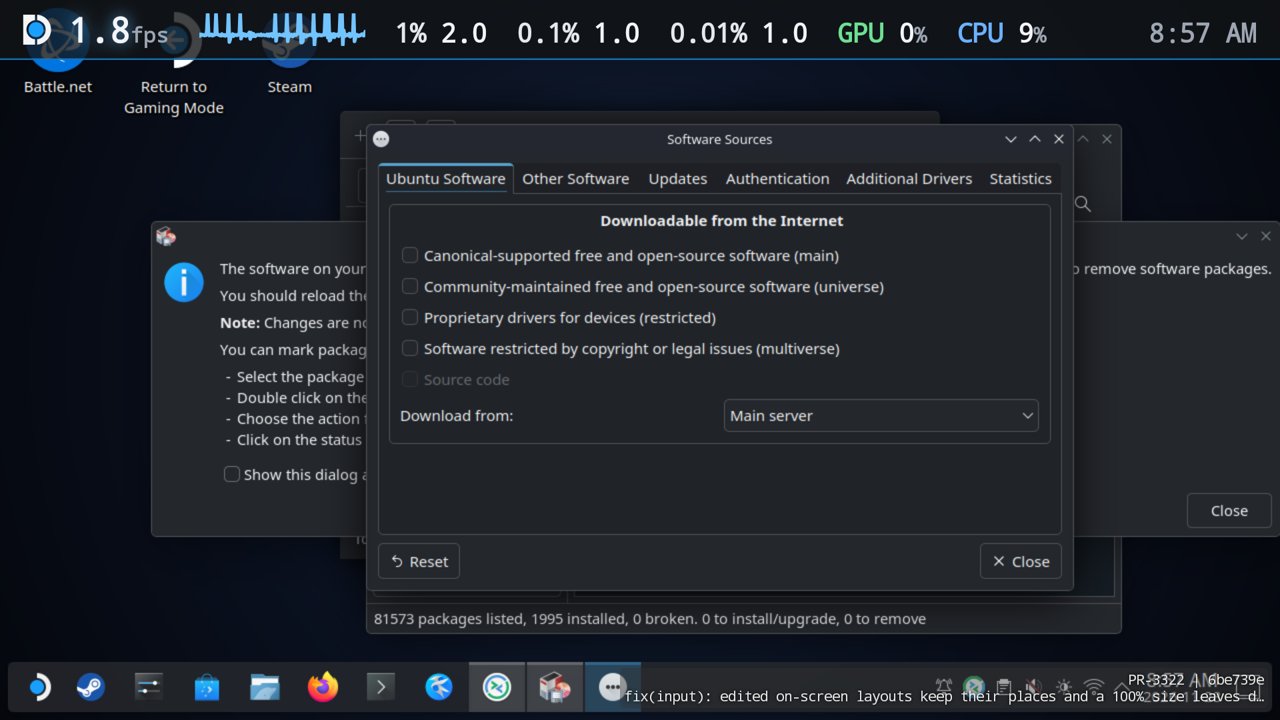 1.8fps 1% 2.0 0.1% 1.0 0.01% 1.0 GPU 0% CPU 9% 8:57 AM
Battle.net
Return to
Gaming Mode
Steam
Software Sources
Ubuntu Software Other Software Updates Authentication Additional Drivers Statistics
Downloadable from the Internet
Canonical-supported free and open-source software (main)
Community-maintained free and open-source software (universe)
Proprietary drivers for devices (restricted)
Software restricted by copyright or legal issues (multiverse)
Source code
Download from: Main server
Reset
Close
The software on your
o remove software packages.
You should reload the
Note: Changes are no
You can mark packag
- Select the package
- Double click on the
- Choose the action
- Click on the status
Show this dialog a
Close
81573 packages listed, 1995 installed, 0 broken. 0 to install/upgrade, 0 to remove
PR-3322 / 6be739e
fix(input): edited on-screen layouts keep their places and a 100% size leaves d…